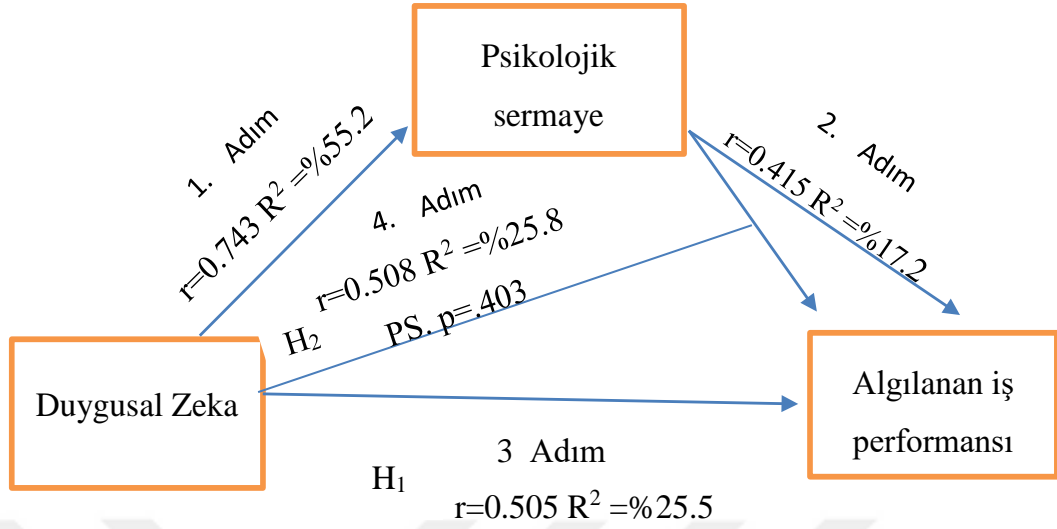 Psikolojik
sermaye
1. Adım
r=0.743 R² =%55.2
2. Adım
r=0.415 R² =%17.2
4. Adım
r=0.508 R² =%25.8
PS. p=.403
H₂
Duygusal Zeka
Algılanan iş
performansı
3 Adım
H₁
r=0.505 R² =%25.5